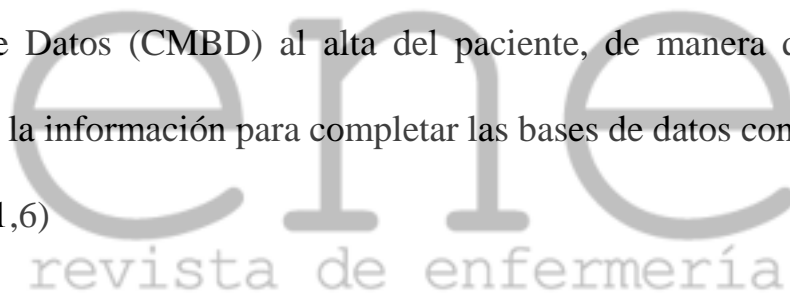 e Datos (CMBD) al alta del paciente, de manera
la información para completar las bases de datos con
1,6)
ene
revista de enfermería